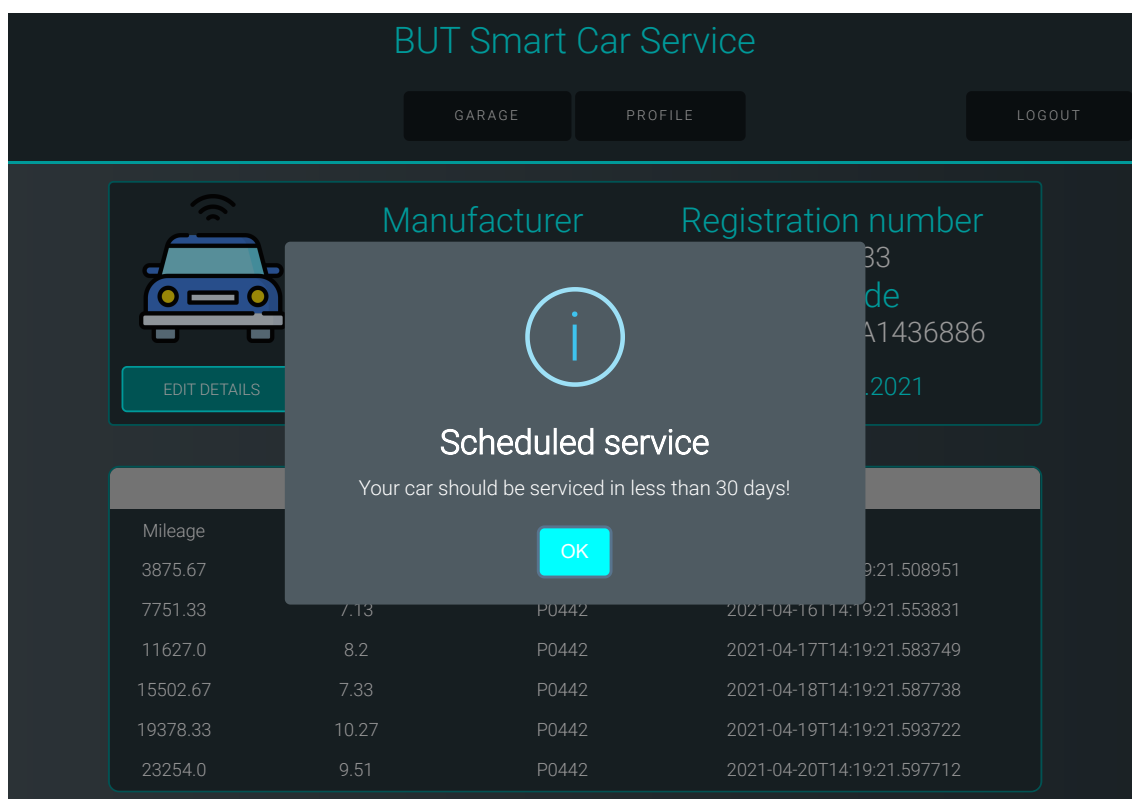 BUT Smart Car Service
GARAGE PROFILE LOGOUT
Manufacturer Registration number
33
de
A1436886
EDIT DETAILS .2021
i
Scheduled service
Your car should be serviced in less than 30 days!
OK
Mileage
3875.67 9:21.508951
7751.33 7.13 P0442 2021-04-16T14:19:21.553831
11627.0 8.2 P0442 2021-04-17T14:19:21.583749
15502.67 7.33 P0442 2021-04-18T14:19:21.587738
19378.33 10.27 P0442 2021-04-19T14:19:21.593722
23254.0 9.51 P0442 2021-04-20T14:19:21.597712